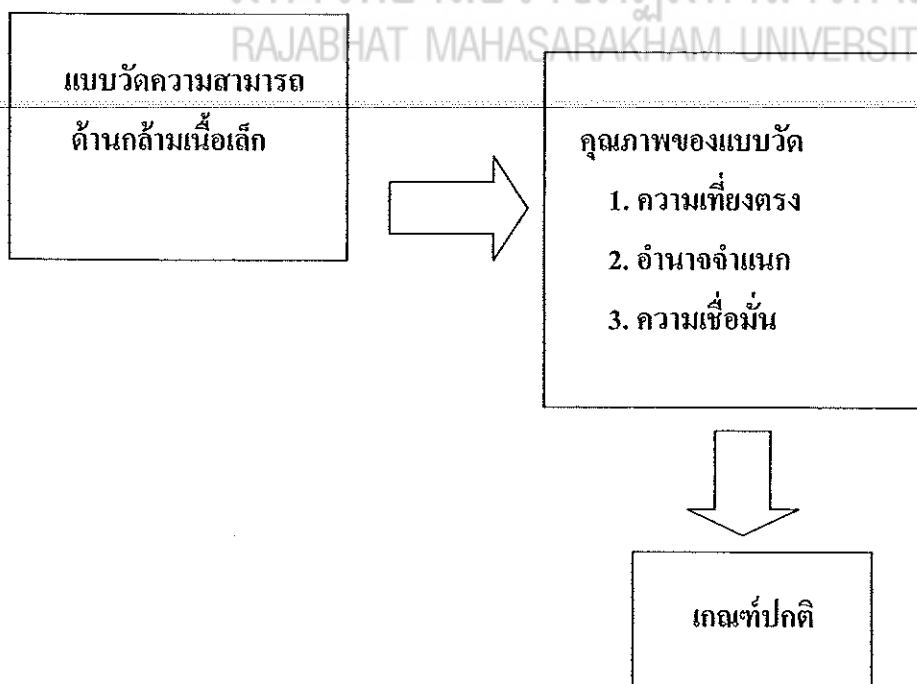 RAJABHAT MAHASARAKHAM UNIVERSIT
แบบวัดความสามารถ
ด้านกล้ามเนื้อเล็ก
คุณภาพของแบบวัด
1. ความเที่ยงตรง
2. อำนาจจำแนก
3. ความเชื่อมั่น
เกณฑ์ปกติ